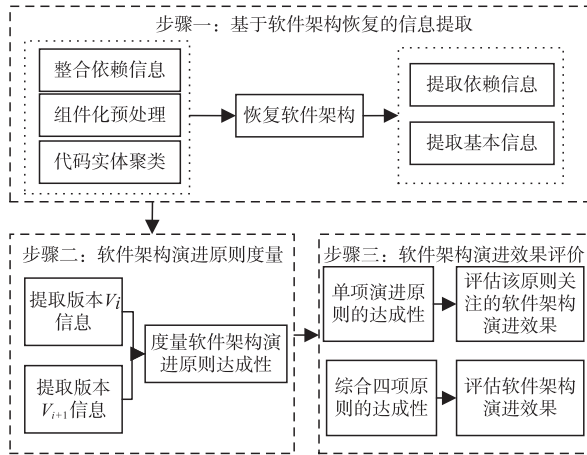 步骤一：基于软件架构恢复的信息提取
整合依赖信息
组件化预处理
代码实体聚类
恢复软件架构
提取依赖信息
提取基本信息
步骤二：软件架构演进原则度量
提取版本Vi
信息
提取版本
Vi+1信息
度量软件架构演
进原则达成性
步骤三：软件架构演进效果评价
单项演进原
则的达成性
评估该原则关
注的软件架构
演进效果
综合四项原
则的达成性
评估软件架构
演进效果